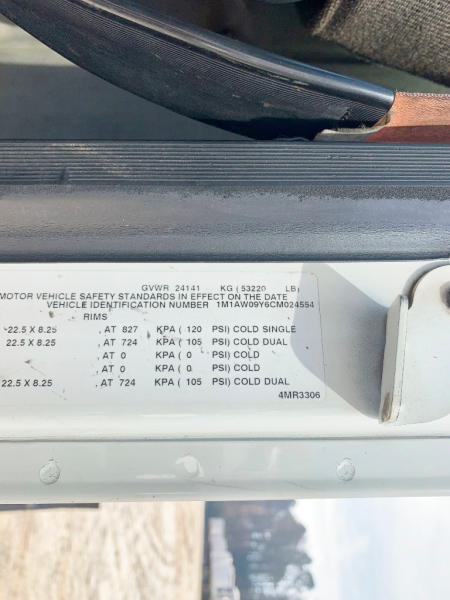 GVWR 24141 KG ( 53220 LB)
MOTOR VEHICLE SAFETY STANDARDS IN EFFECT ON THE DATE
VEHICLE IDENTIFICATION NUMBER 1M1AW09Y6CM024554
RIMS
22.5 X 8.25 , AT 827 KPA ( 120 PSI) COLD SINGLE
22.5 X 8.25 , AT 724 KPA ( 105 PSI) COLD DUAL
, AT 0 KPA ( 0 PSI) COLD
, AT 0 KPA ( 0 PSI) COLD
22.5 X 8.25 , AT 724 KPA ( 105 PSI) COLD DUAL
4MR3306